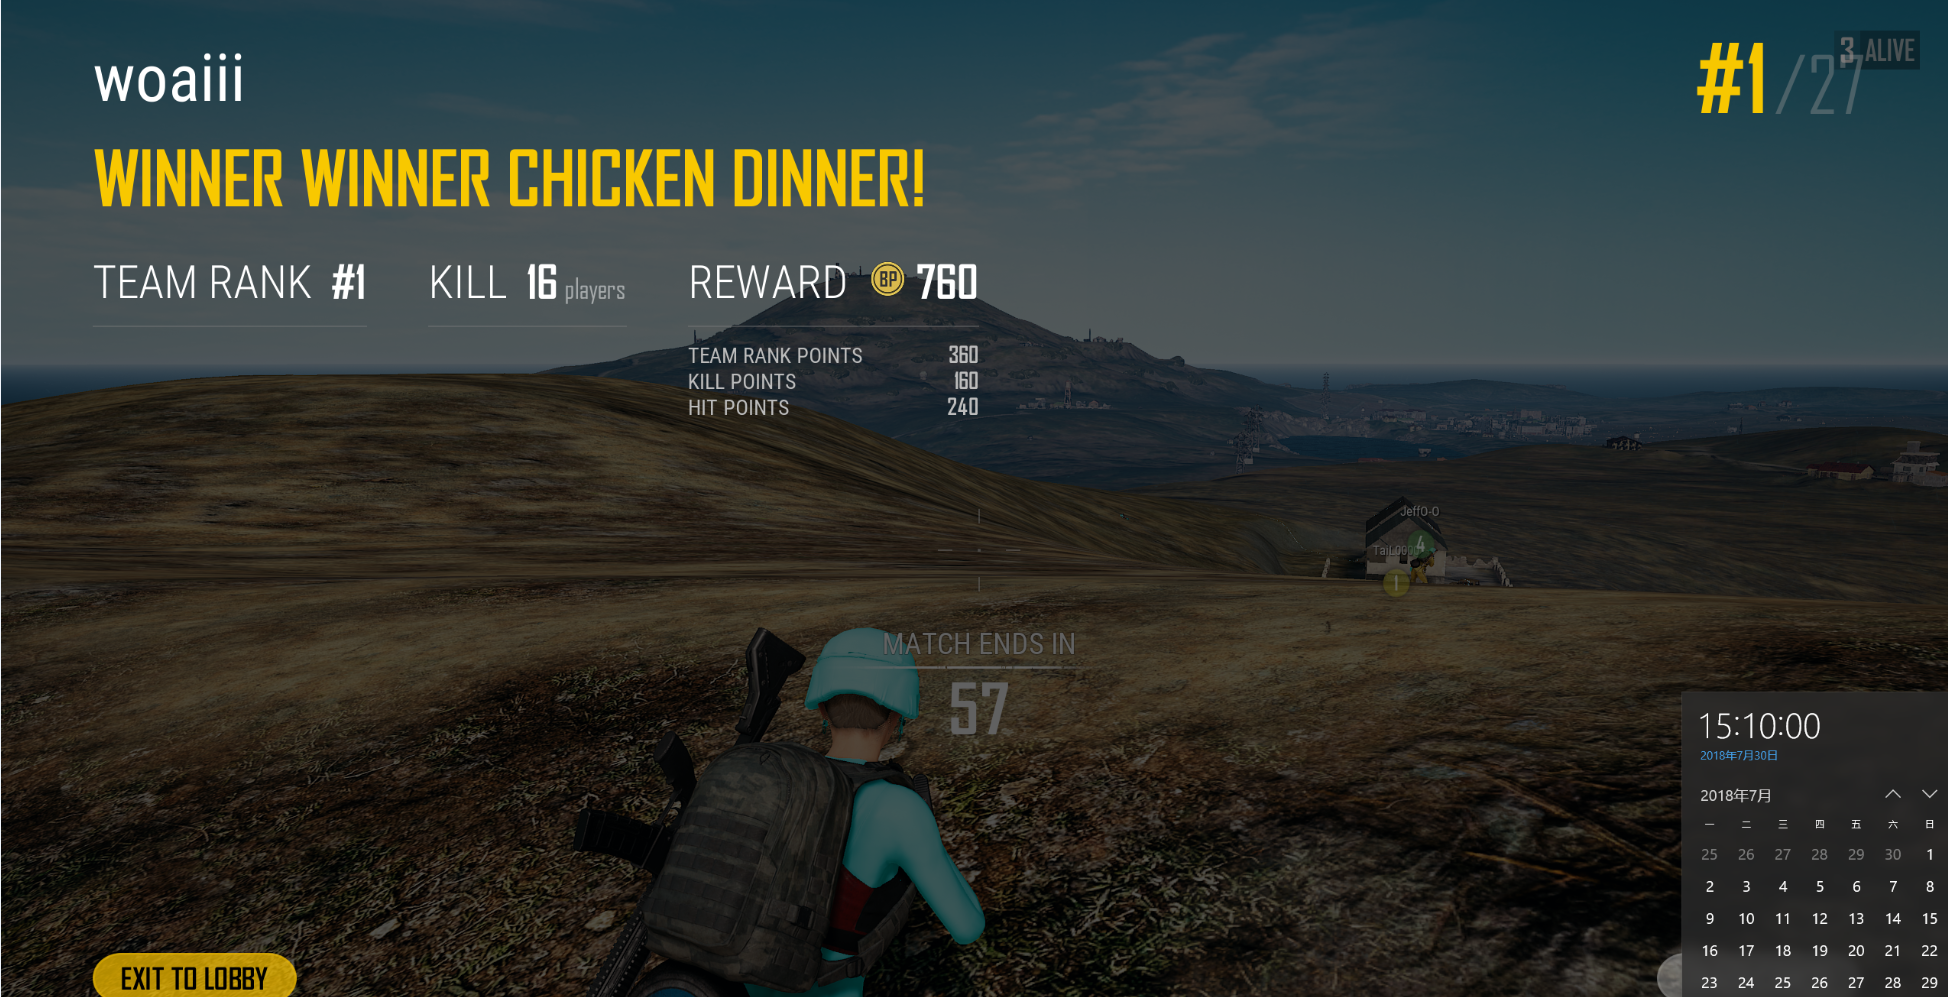 woaiii
#1/27
3 ALIVE
WINNER WINNER CHICKEN DINNER!
TEAM RANK #1
KILL 16 players
REWARD BP 760
TEAM RANK POINTS 360
KILL POINTS 160
HIT POINTS 240
JeffO-O
4
1
MATCH ENDS IN
57
15:10:00
2018年7月30日
2018年7月
一 二 三 四 五 六 日
25 26 27 28 29 30 1
2 3 4 5 6 7 8
9 10 11 12 13 14 15
16 17 18 19 20 21 22
23 24 25 26 27 28 29
EXIT TO LOBBY